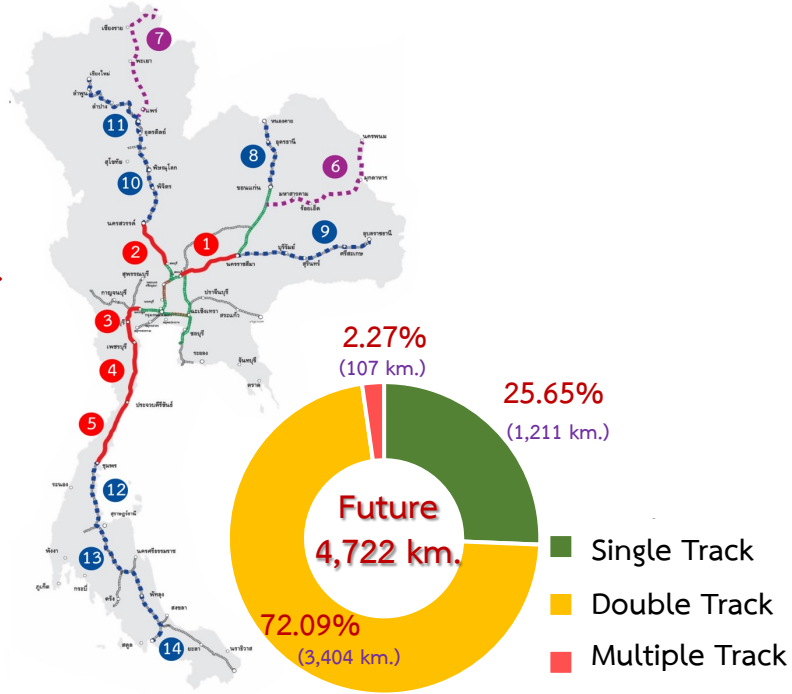 เชียงราย
7
พะเยา
เชียงใหม่
ลำพูน
ลำปาง
แพร่
11
อุตรดิตถ์
หนองคาย
อุดรธานี
นครพนม
8
6
สุโขทัย
พิษณุโลก
10
พิจิตร
ขอนแก่น
มหาสารคาม
มุกดาหาร
ร้อยเอ็ด
นครสวรรค์
1
2
9
อุบลราชธานี
บุรีรัมย์
ศรีสะเกษ
สุรินทร์
นครราชสีมา
สุพรรณบุรี
กาญจนบุรี
ปราจีนบุรี
ฉะเชิงเทรา
สระแก้ว
3
ชลบุรี
เพชรบุรี
ระยอง
จันทบุรี
4
ตราด
ประจวบคีรีขันธ์
5
ชุมพร
ระนอง
12
สุราษฎร์ธานี
พังงา
13
นครศรีธรรมราช
ภูเก็ต
กระบี่
ตรัง
พัทลุง
สงขลา
สตูล
14
ยะลา
นราธิวาส
2.27%
(107 km.)
25.65%
(1,211 km.)
Future
4,722 km.
72.09%
(3,404 km.)
Single Track
Double Track
Multiple Track